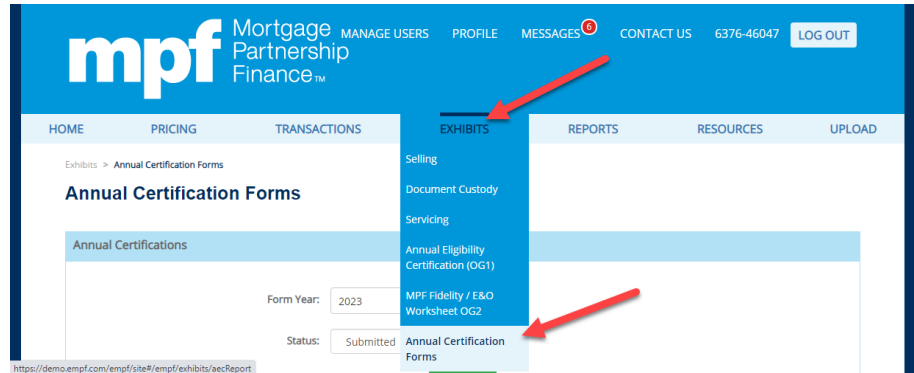 mpf Mortgage Partnership Finance™
MANAGE USERS PROFILE MESSAGES 6 CONTACT US 6376-46047 LOG OUT
HOME PRICING TRANSACTIONS EXHIBITS REPORTS RESOURCES UPLOAD
Exhibits > Annual Certification Forms
Annual Certification Forms
Selling
Document Custody
Servicing
Annual Eligibility
Certification (OG1)
MPF Fidelity / E&O
Worksheet OG2
Annual Certification
Forms
Annual Certifications
Form Year: 2023
Status: Submitted
https://demo.empf.com/empf/site#/empf/exhibits/aecReport